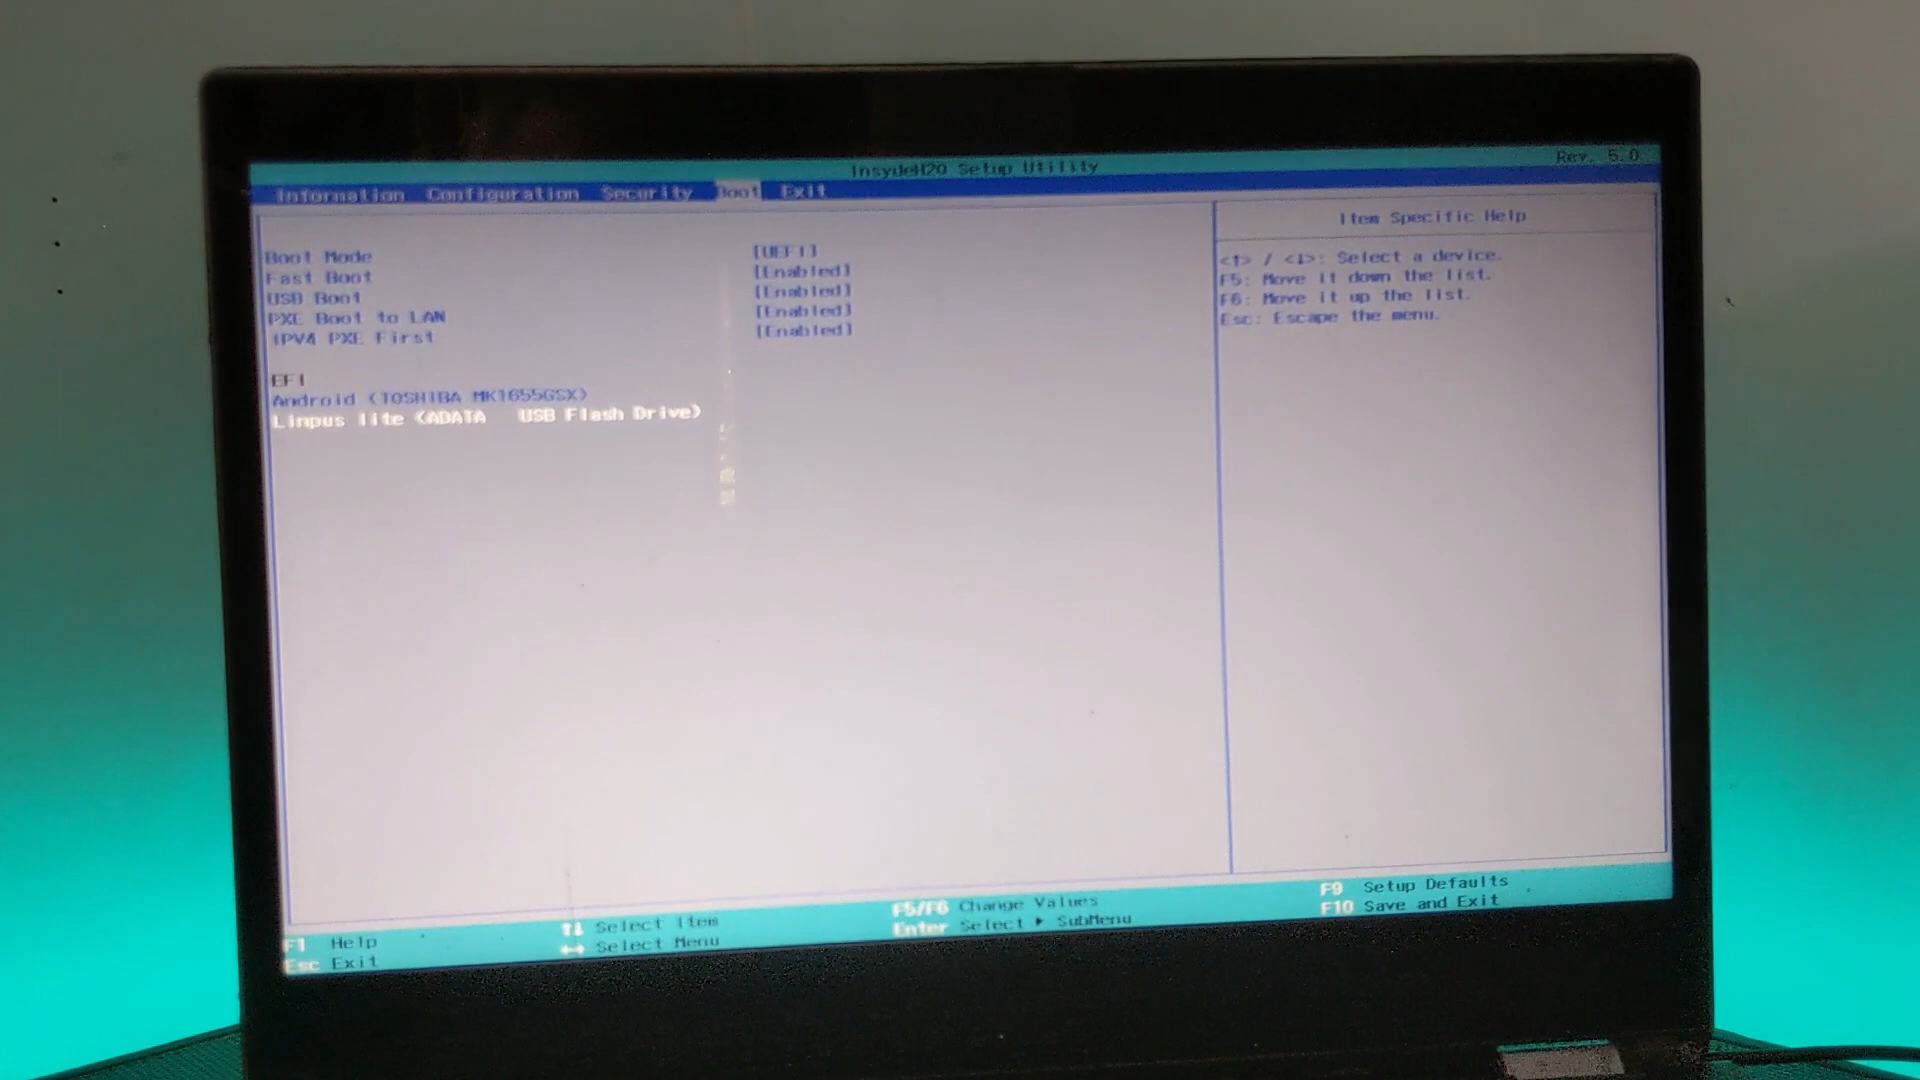 InsydeH20 Setup Utility
Rev. 5.0
Information Configuration Security Boot Exit
Item Specific Help
Boot Mode [UEFI]
Fast Boot [Enabled]
USB Boot [Enabled]
PXE Boot to LAN [Enabled]
IPV4 PXE First [Enabled]
EFI
Android (TOSHIBA MK1655GSX)
Linpus lite (ADATA USB Flash Drive)
<↑> / <↓>: Select a device.
F5: Move it down the list.
F6: Move it up the list.
Esc: Escape the menu.
F1 Help
Esc Exit
↑↓ Select Item
←→ Select Menu
F5/F6 Change Values
Enter Select ▶ SubMenu
F9 Setup Defaults
F10 Save and Exit